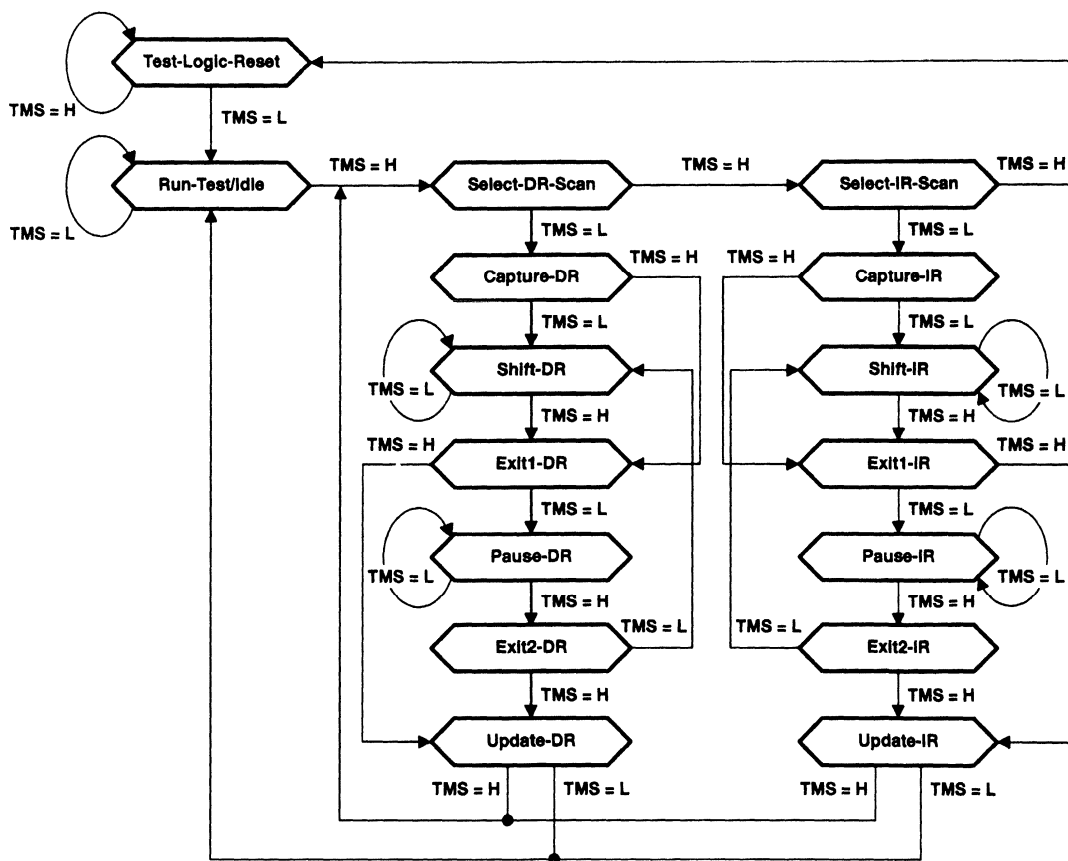 Test-Logic-Reset
TMS = H
TMS = L
Run-Test/Idle
TMS = L
TMS = H
Select-DR-Scan
TMS = H
Select-IR-Scan
TMS = H
TMS = L
TMS = L
Capture-DR
TMS = H
TMS = H
Capture-IR
TMS = L
TMS = L
Shift-DR
TMS = L
Shift-IR
TMS = L
TMS = H
TMS = H
TMS = H
Exit1-DR
Exit1-IR
TMS = H
TMS = L
TMS = L
Pause-DR
TMS = L
Pause-IR
TMS = L
TMS = H
TMS = H
Exit2-DR
TMS = L
TMS = L
Exit2-IR
TMS = H
TMS = H
Update-DR
Update-IR
TMS = H
TMS = L
TMS = H
TMS = L